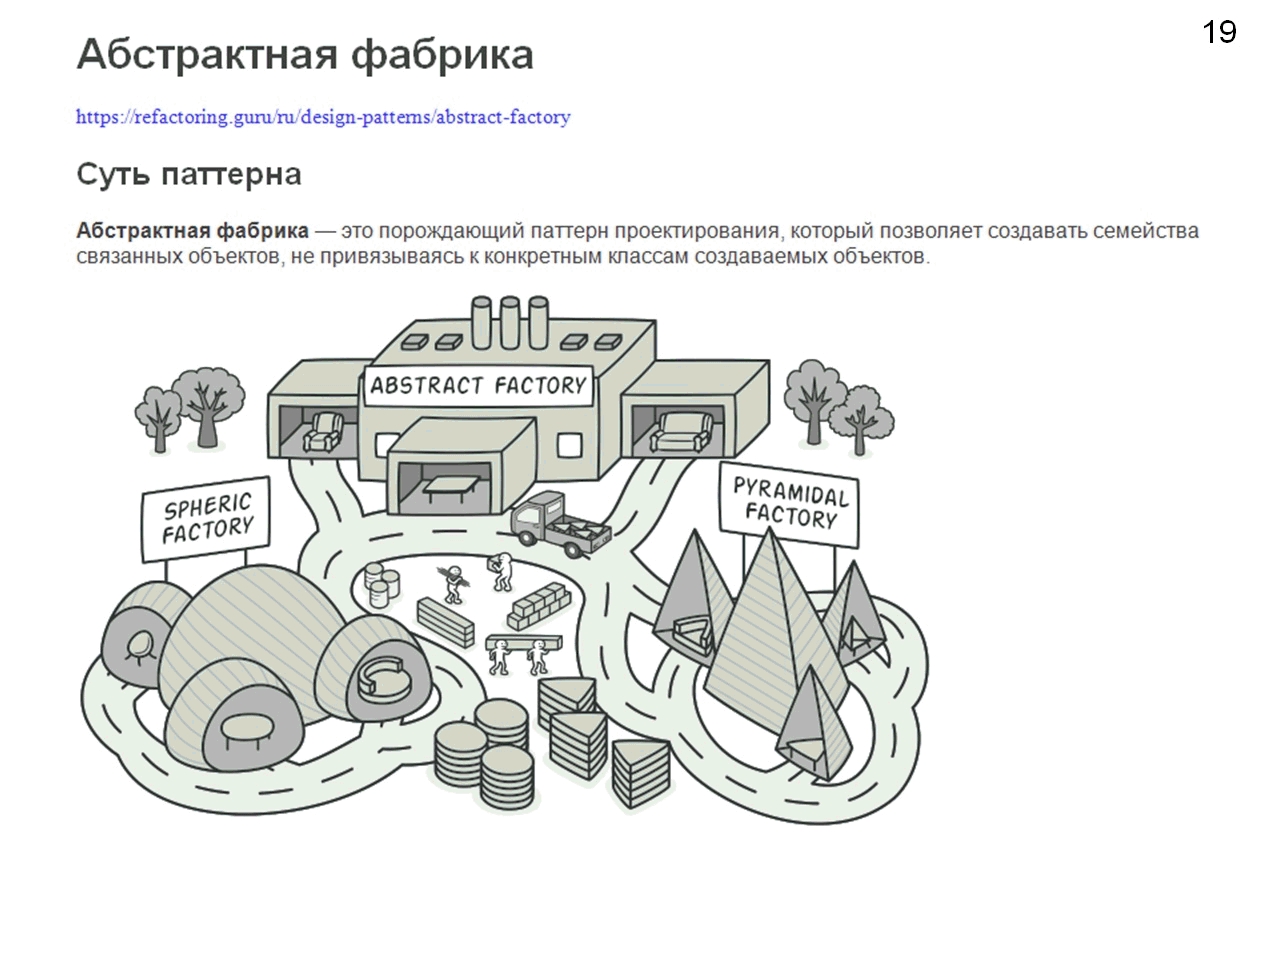 19
Абстрактная фабрика
https://refactoring.guru/ru/design-patterns/abstract-factory
Суть паттерна
Абстрактная фабрика — это порождающий паттерн проектирования, который позволяет создавать семейства
связанных объектов, не привязываясь к конкретным классам создаваемых объектов.
ABSTRACT FACTORY
SPHERIC
FACTORY
PYRAMIDAL
FACTORY